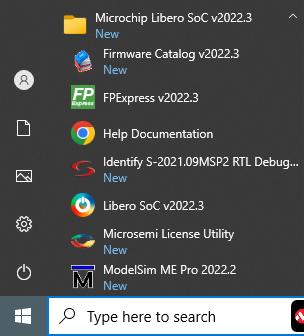 Microchip Libero SoC v2022.3
New
Firmware Catalog v2022.3
New
FP
FPExpress v2022.3
Help Documentation
Identify S-2021.09MSP2 RTL Debug...
New
Libero SoC v2022.3
Microsemi License Utility
New
M
ModelSim ME Pro 2022.2
New
Type here to search